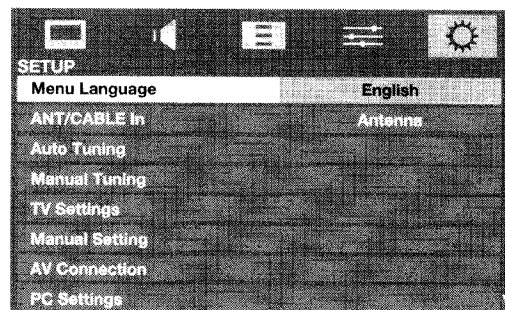 SETUP
Menu Language English
ANT/CABLE In Antenna
Auto Tuning
Manual Tuning
TV Settings
Manual Setting
AV Connection
PC Settings